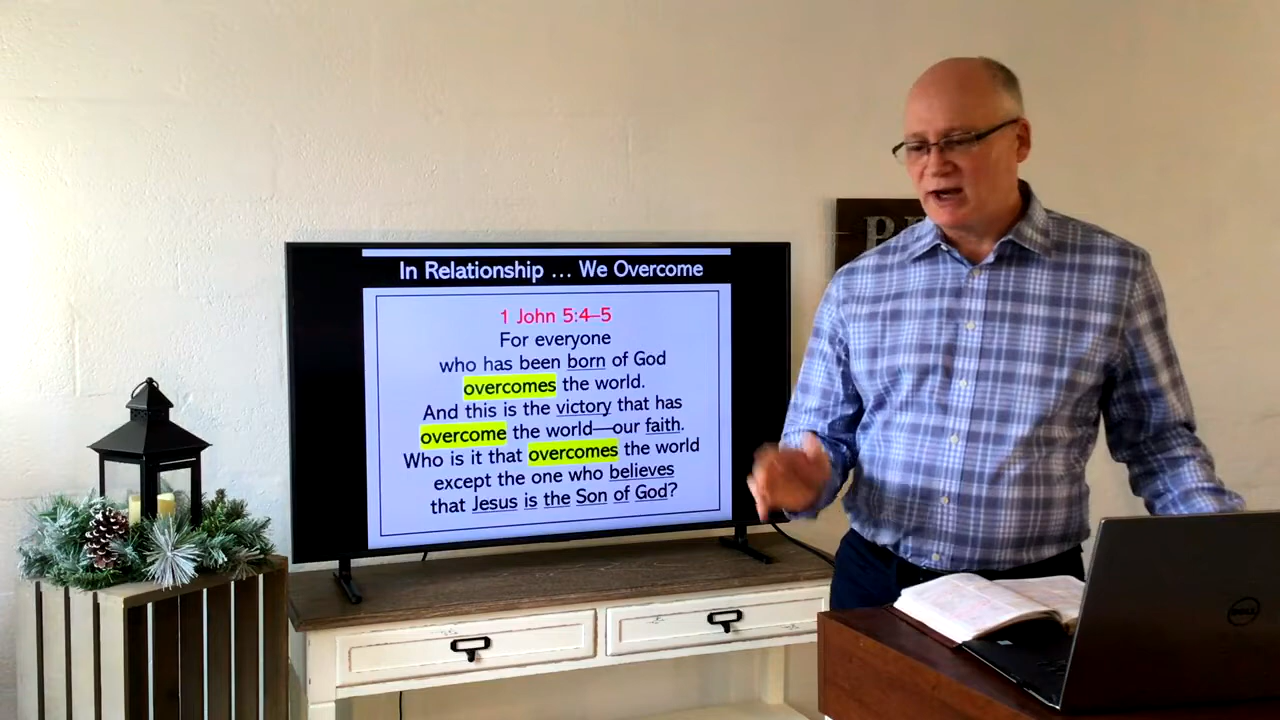 In Relationship … We Overcome
1 John 5:4–5
For everyone
who has been born of God
overcomes the world.
And this is the victory that has
overcome the world—our faith.
Who is it that overcomes the world
except the one who believes
that Jesus is the Son of God?
DELL